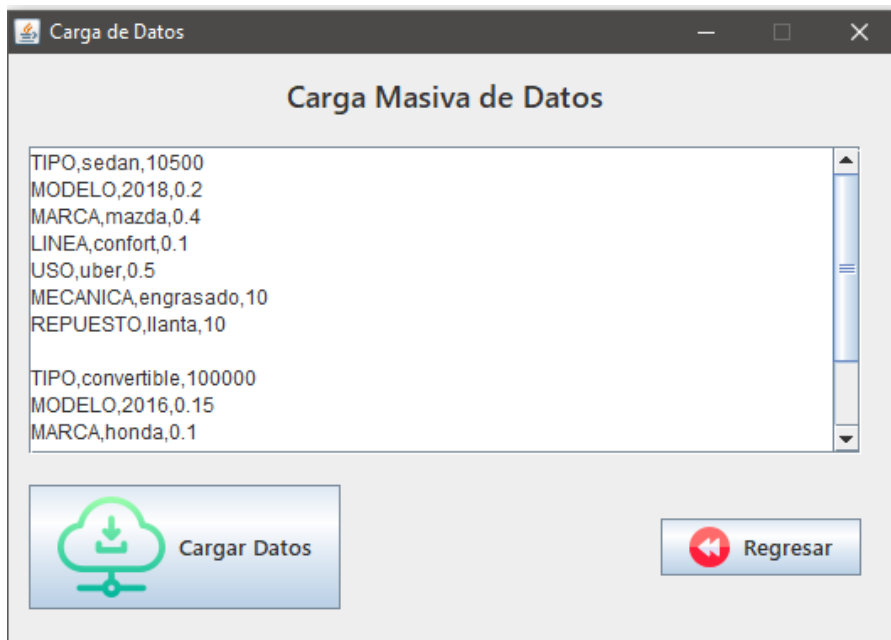 Carga de Datos
Carga Masiva de Datos
TIPO,sedan,10500
MODELO,2018,0.2
MARCA,mazda,0.4
LINEA,confort,0.1
USO,uber,0.5
MECANICA,engrasado,10
REPUESTO,llanta,10
TIPO,convertible,100000
MODELO,2016,0.15
MARCA,honda,0.1
Cargar Datos
Regresar